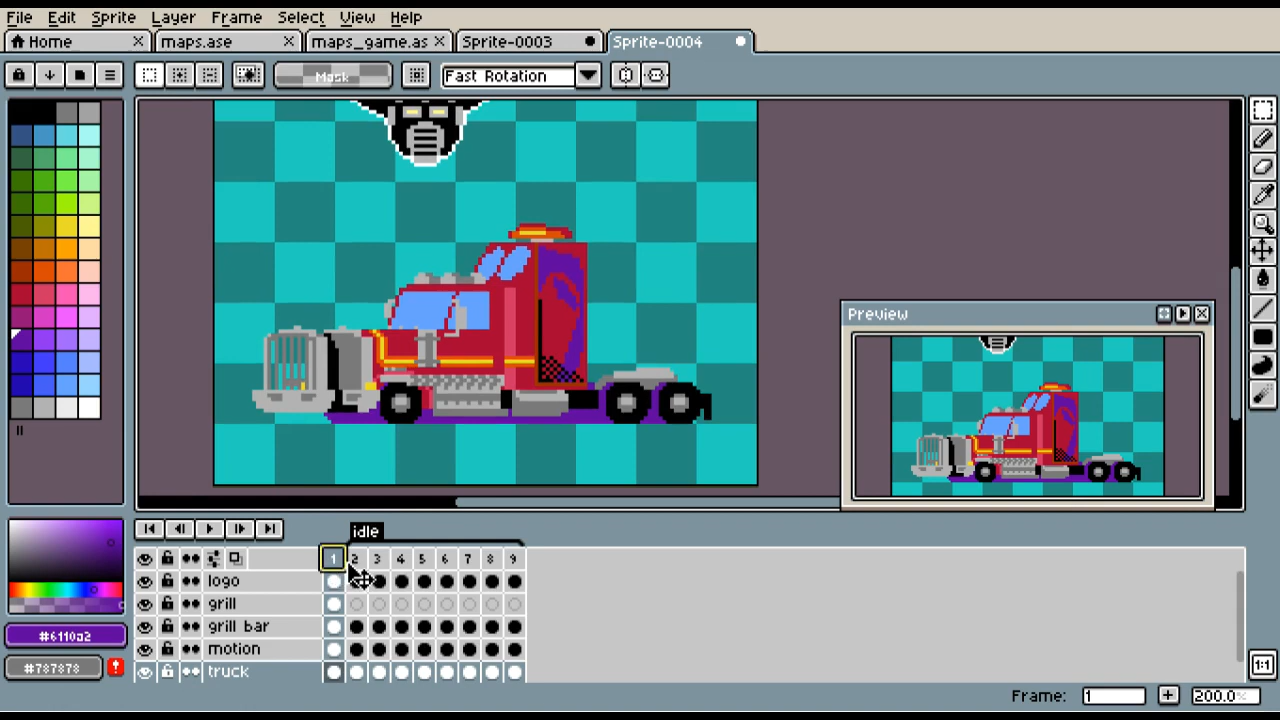 File Edit Sprite Layer Frame Select View Help
Home maps.ase maps_game.as Sprite-0003 Sprite-0004
Mask Fast Rotation
Preview
idle
1 2 3 4 5 6 7 8 9
logo
grill
grill bar
motion
truck
#6110a2
#787878
1:1
Frame: 1 200.0%